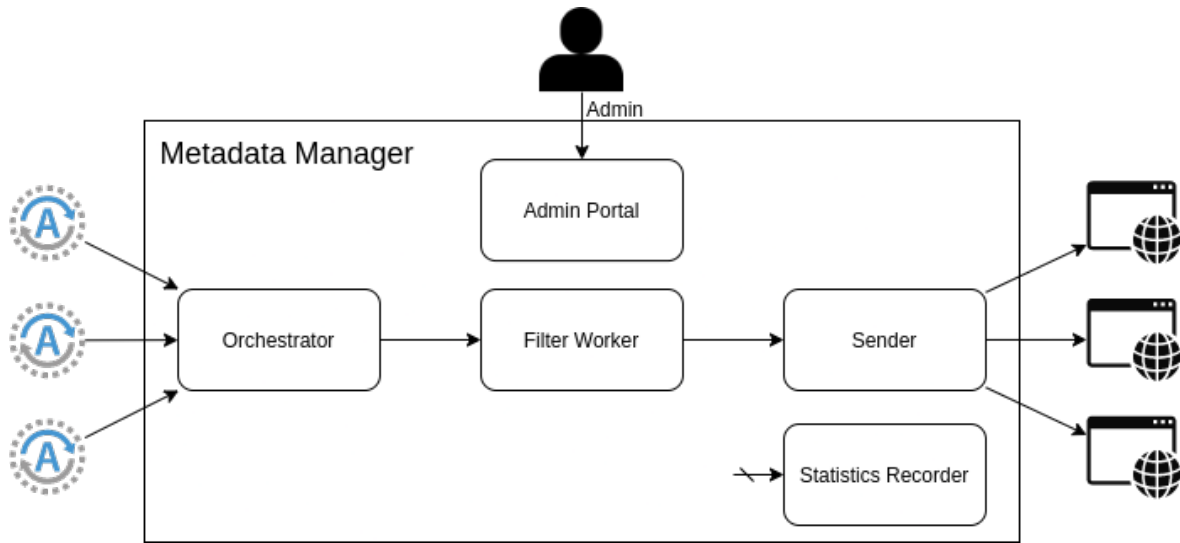 Admin
Metadata Manager
Admin Portal
A
A
A
Orchestrator
Filter Worker
Sender
Statistics Recorder